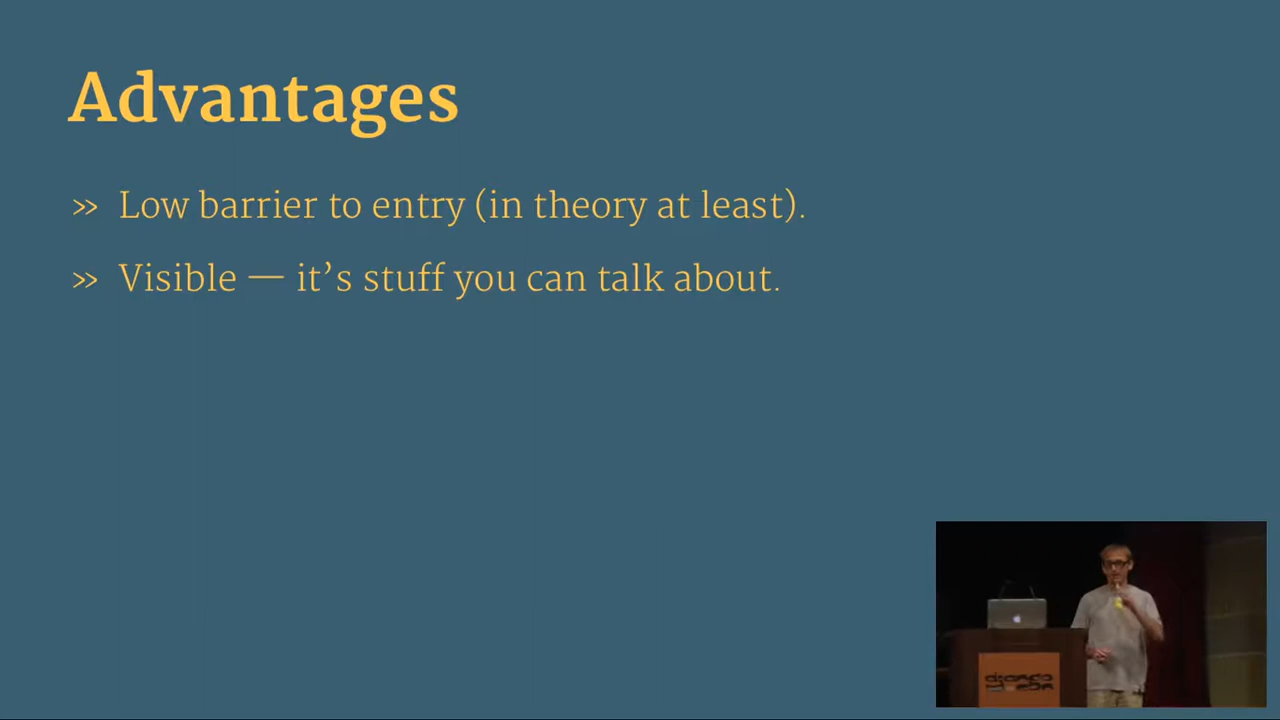 Advantages
» Low barrier to entry (in theory at least).
» Visible — it’s stuff you can talk about.